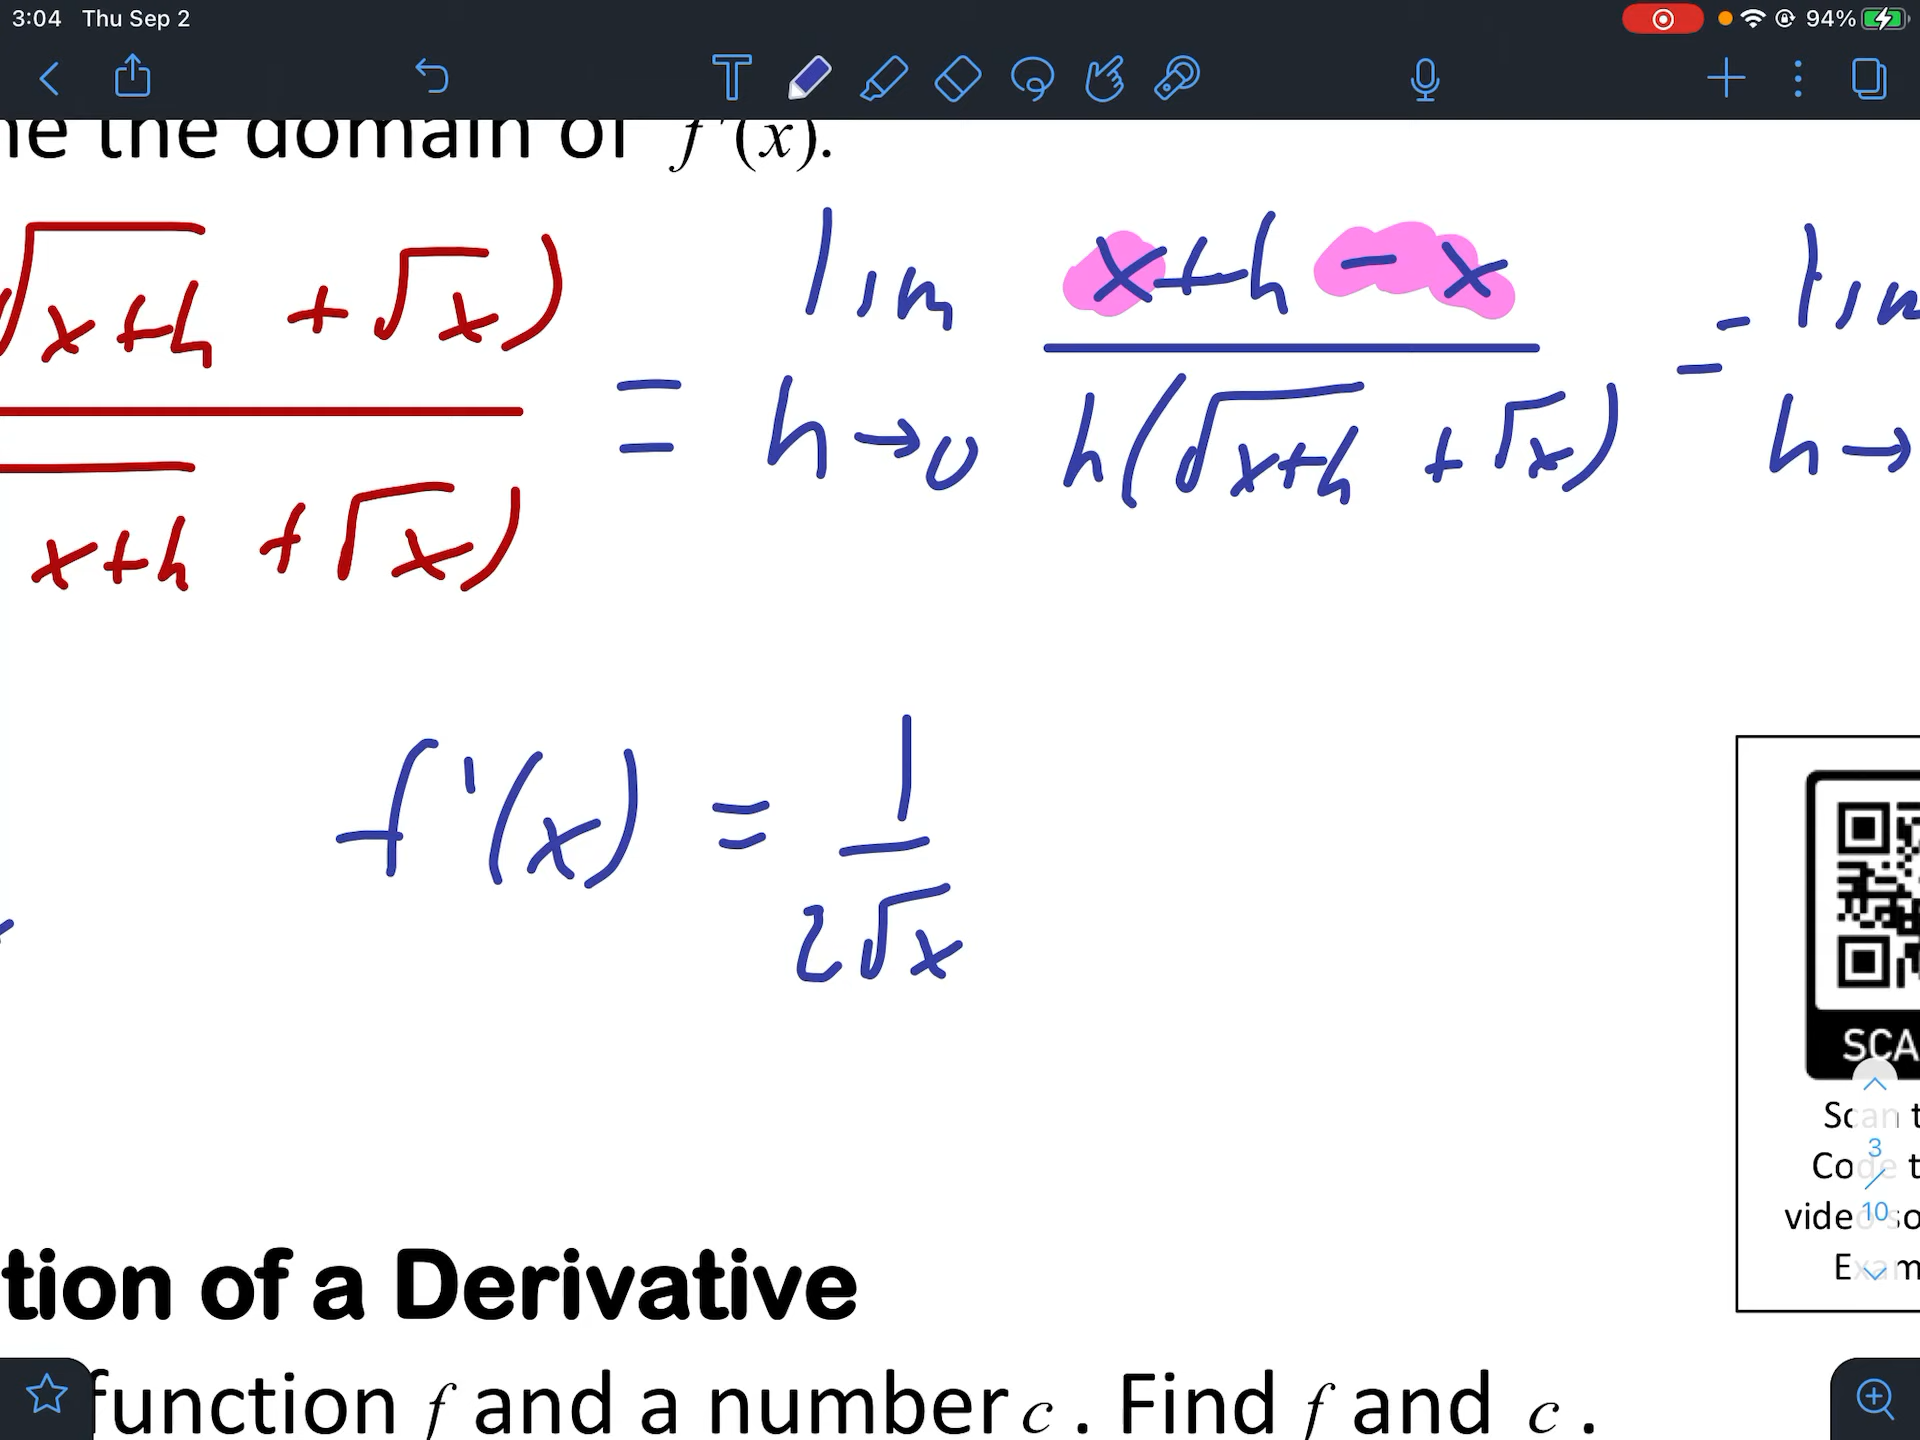 3:04 Thu Sep 2 94%
ne the domain of f'(x).
√x+h + √x) = lim x+h - x = lim
x+h + √x) h→0 h(√x+h + √x) h→
f'(x) = 1
2√x
SCA
Scan t
Code t
3
/
10
video so
Exam
tion of a Derivative
function f and a number c . Find f and c .